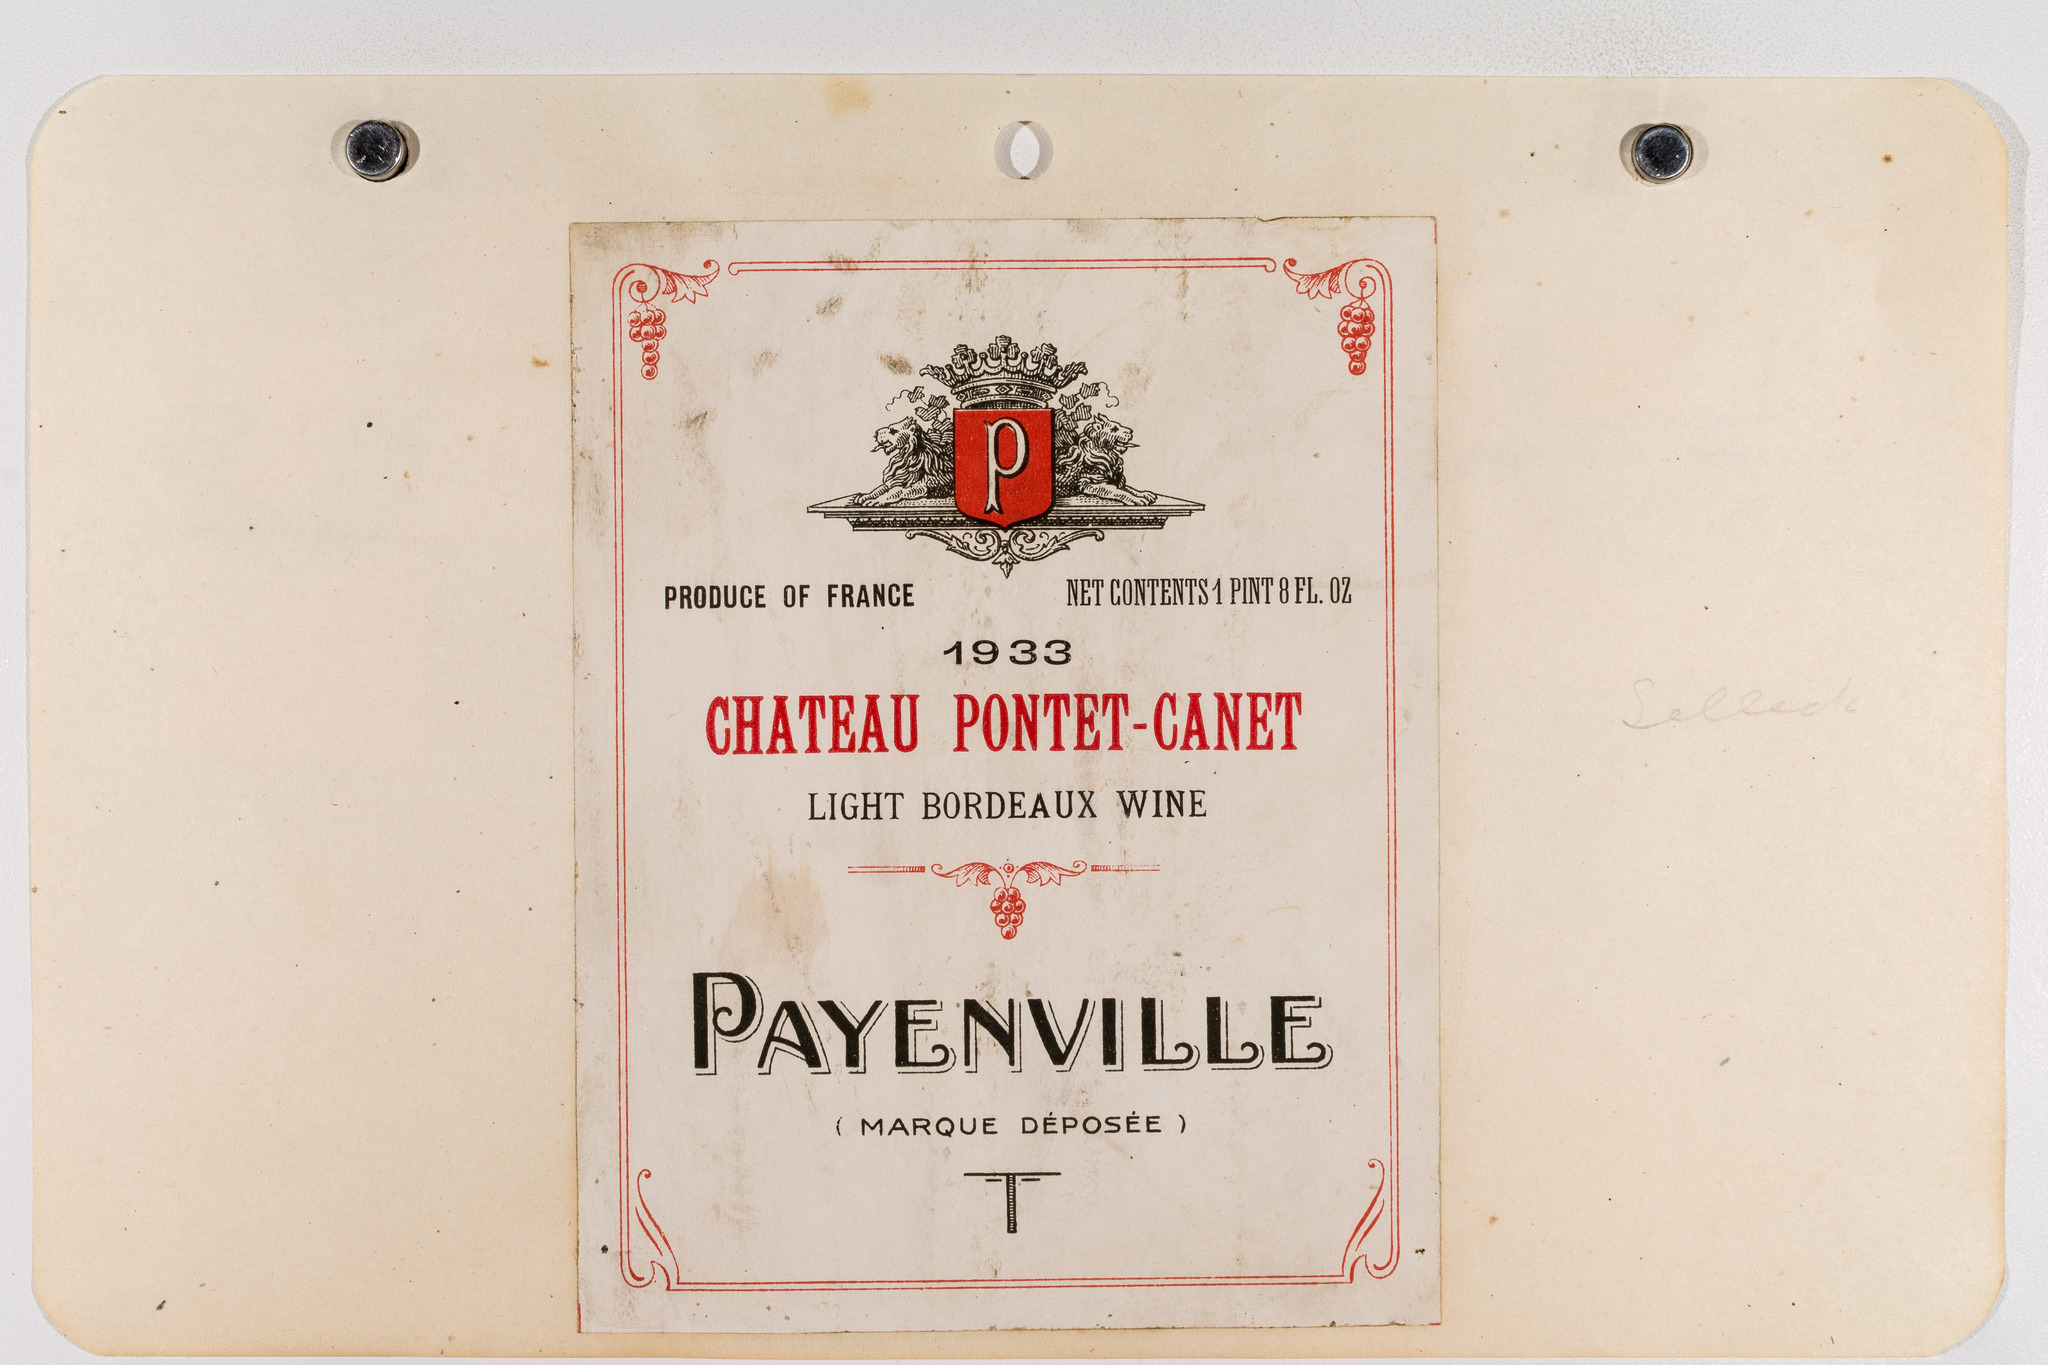 P
PRODUCE OF FRANCE
NET CONTENTS 1 PINT 8 FL. OZ
1933
CHATEAU PONTET-CANET
LIGHT BORDEAUX WINE
PAYENVILLE
( MARQUE DÉPOSÉE )